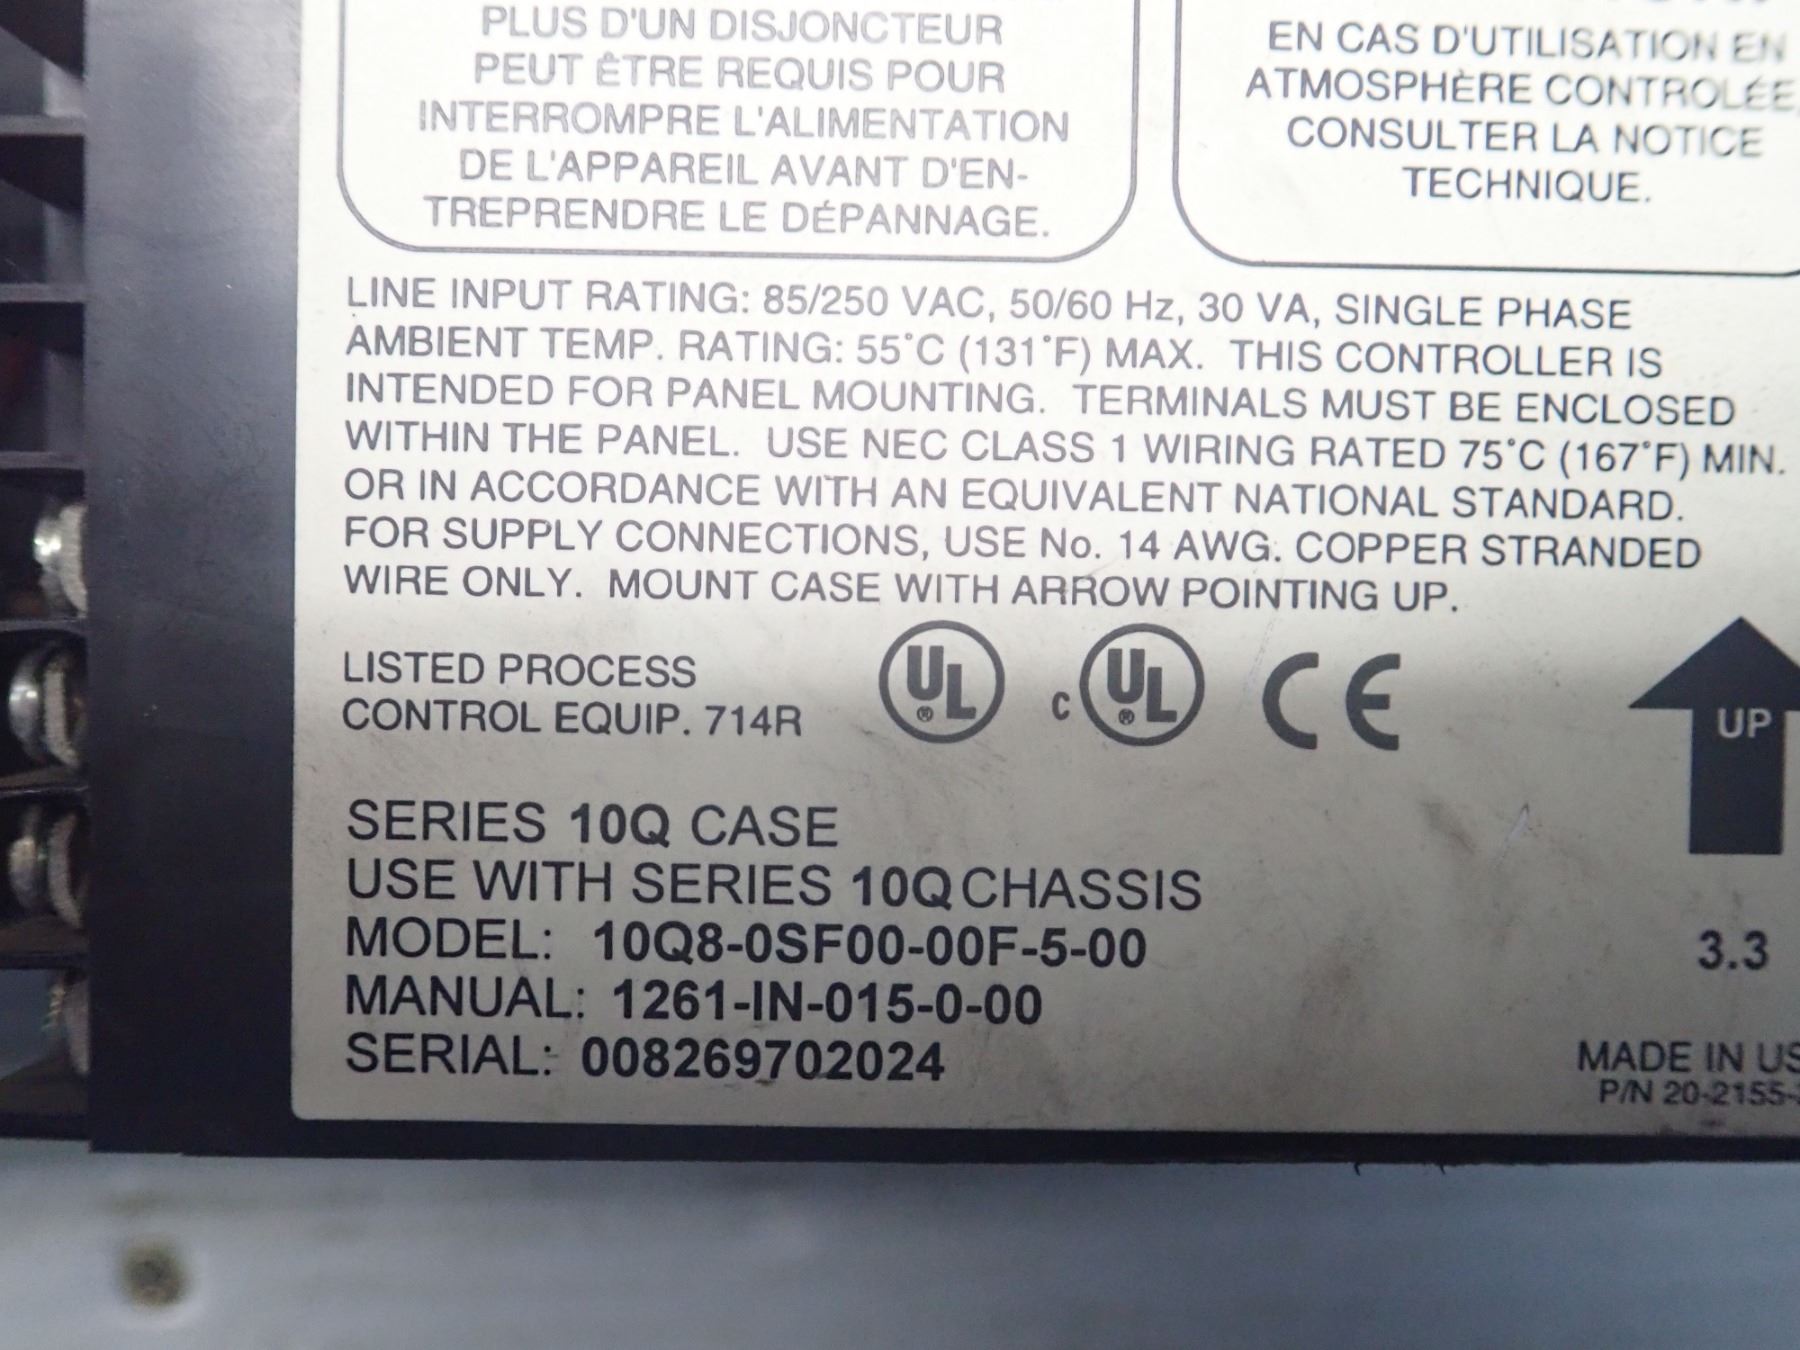 PLUS D'UN DISJONCTEUR
PEUT ÊTRE REQUIS POUR
INTERROMPRE L'ALIMENTATION
DE L'APPAREIL AVANT D'EN-
TREPRENDRE LE DÉPANNAGE.
EN CAS D'UTILISATION EN
ATMOSPHÈRE CONTROLÉE,
CONSULTER LA NOTICE
TECHNIQUE.
LINE INPUT RATING: 85/250 VAC, 50/60 Hz, 30 VA, SINGLE PHASE
AMBIENT TEMP. RATING: 55°C (131°F) MAX. THIS CONTROLLER IS
INTENDED FOR PANEL MOUNTING. TERMINALS MUST BE ENCLOSED
WITHIN THE PANEL. USE NEC CLASS 1 WIRING RATED 75°C (167°F) MIN.
OR IN ACCORDANCE WITH AN EQUIVALENT NATIONAL STANDARD.
FOR SUPPLY CONNECTIONS, USE No. 14 AWG. COPPER STRANDED
WIRE ONLY. MOUNT CASE WITH ARROW POINTING UP.
LISTED PROCESS
CONTROL EQUIP. 714R
UL ®
C UL ®
CE
UP
SERIES 10Q CASE
USE WITH SERIES 10Q CHASSIS
MODEL: 10Q8-0SF00-00F-5-00
MANUAL: 1261-IN-015-0-00
SERIAL: 008269702024
3.3
MADE IN US
P/N 20-2155-